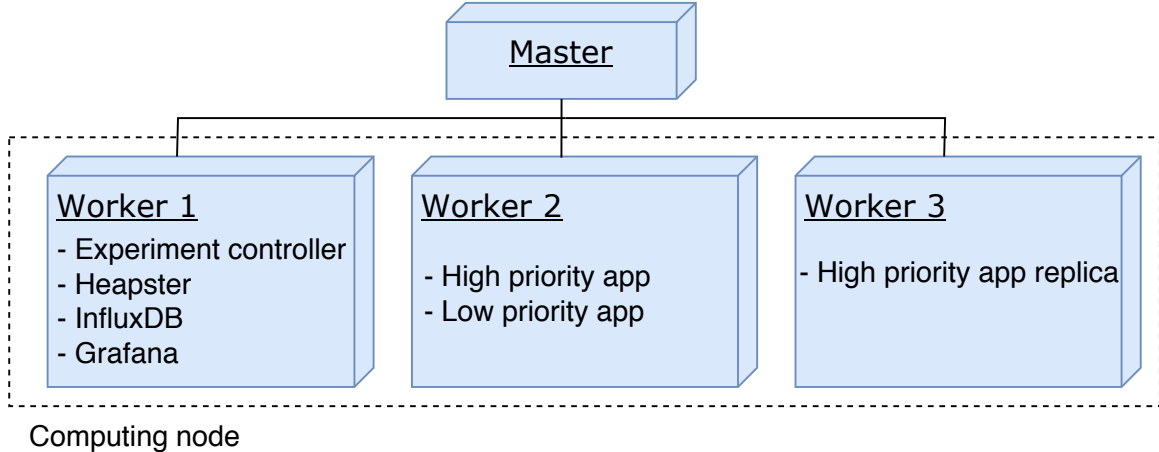 Master
Worker 1
- Experiment controller
- Heapster
- InfluxDB
- Grafana
Worker 2
- High priority app
- Low priority app
Worker 3
- High priority app replica
Computing node